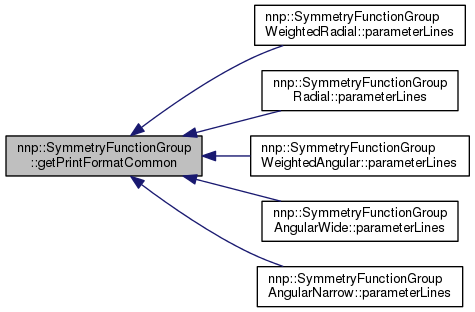 nnp::SymmetryFunctionGroup
WeightedRadial::parameterLines
nnp::SymmetryFunctionGroup
Radial::parameterLines
nnp::SymmetryFunctionGroup
::getPrintFormatCommon
nnp::SymmetryFunctionGroup
WeightedAngular::parameterLines
nnp::SymmetryFunctionGroup
AngularWide::parameterLines
nnp::SymmetryFunctionGroup
AngularNarrow::parameterLines